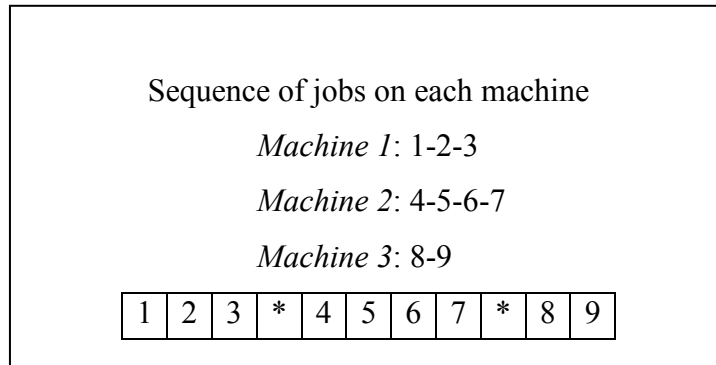 Sequence of jobs on each machine
Machine 1: 1-2-3
Machine 2: 4-5-6-7
Machine 3: 8-9
1 2 3 * 4 5 6 7 * 8 9